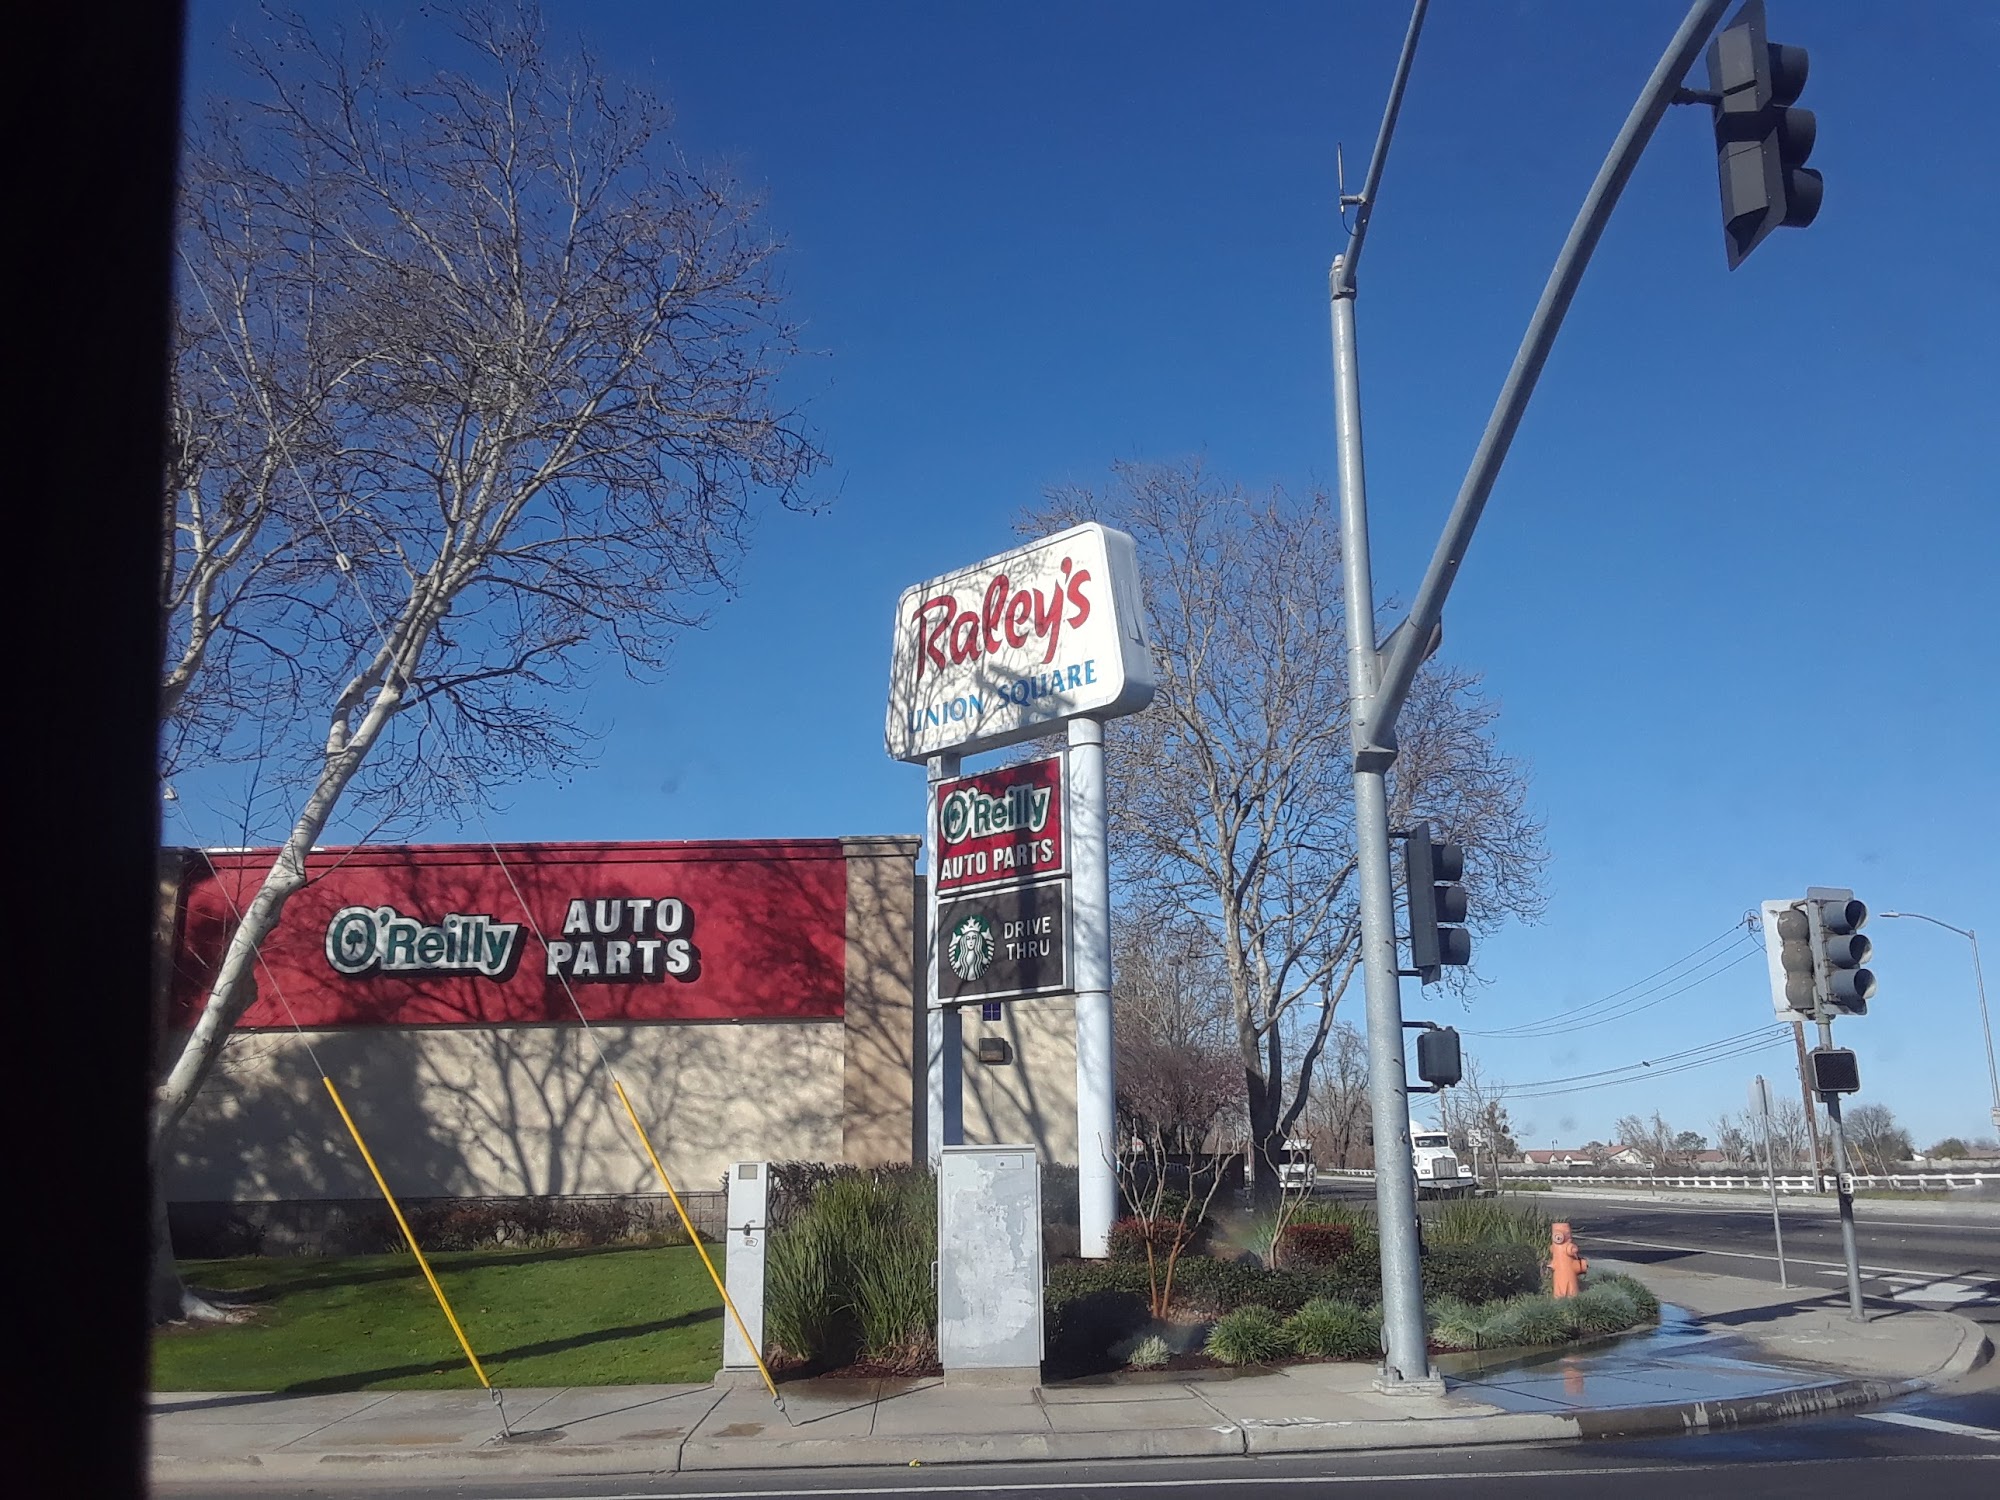 Raley's
UNION SQUARE
O'Reilly
AUTO PARTS
DRIVE
THRU
O'Reilly
AUTO
PARTS